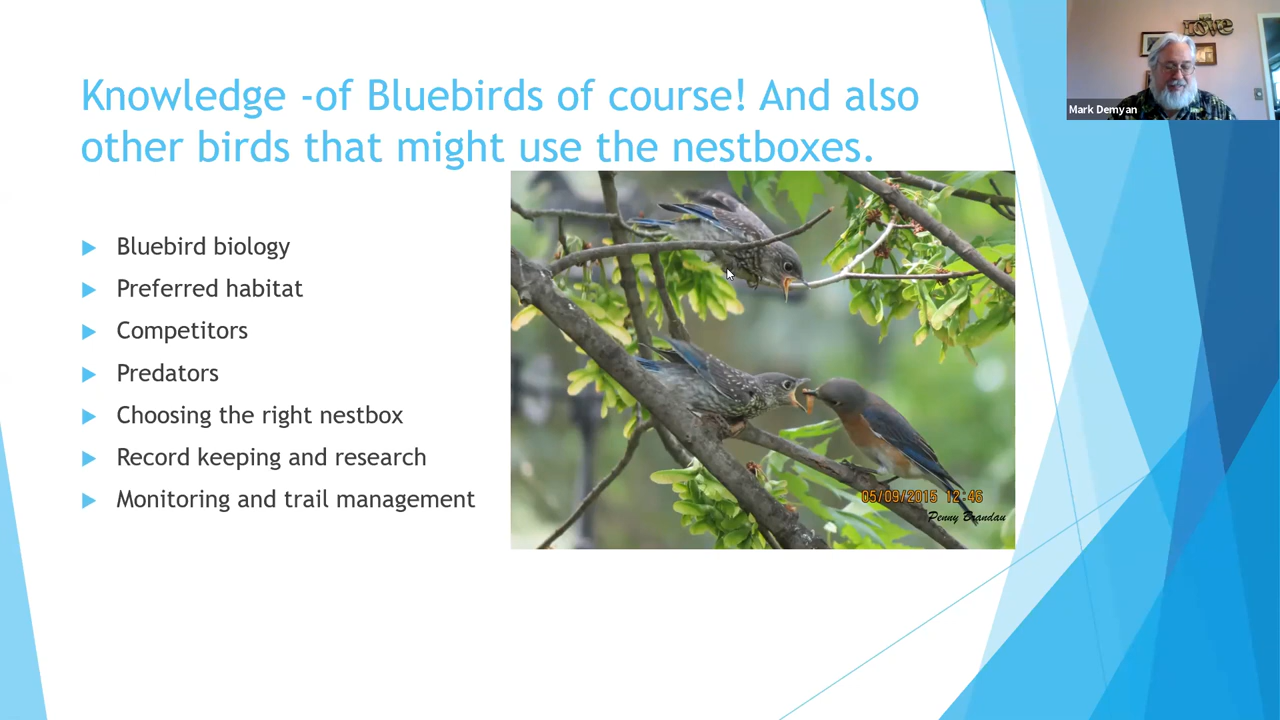 Knowledge -of Bluebirds of course! And also
other birds that might use the nestboxes.
Bluebird biology
Preferred habitat
Competitors
Predators
Choosing the right nestbox
Record keeping and research
Monitoring and trail management
05/09/2015 12:46
Penny Brandau
LOVE
Mark Demyan